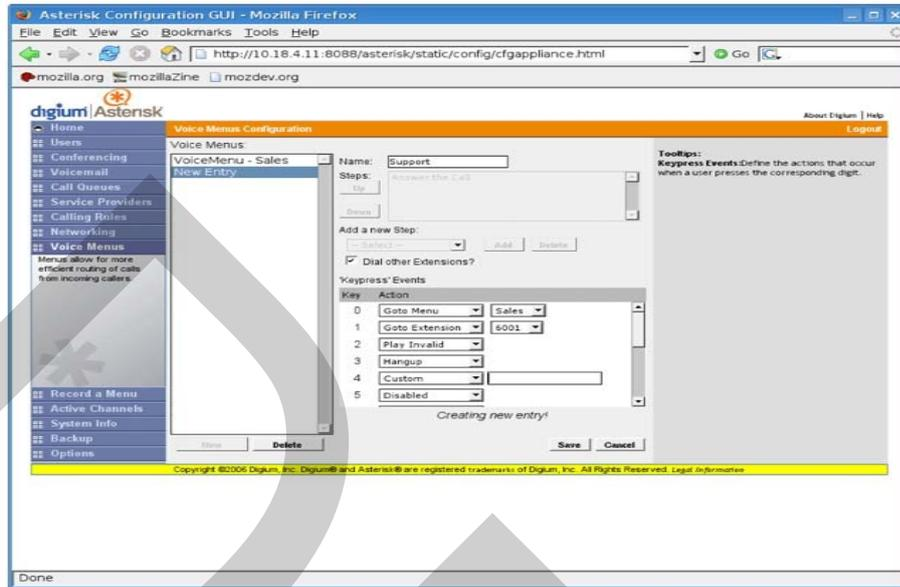 Asterisk Configuration GUI - Mozilla Firefox
File Edit View Go Bookmarks Tools Help
http://10.18.4.11:8088/asterisk/static/config/cfgappliance.html Go
mozilla.org mozillaZine mozdev.org
digium Asterisk
About Digium | Help
Home
Voice Menus Configuration
Logout
Users
Conferencing
Voicemail
Call Queues
Service Providers
Calling Rules
Networking
Voice Menus
Menus allow for more
efficient routing of calls
from incoming callers.
Record a Menu
Active Channels
System Info
Backup
Options
Voice Menus:
VoiceMenu - Sales
New Entry
New Delete
Name: Support
Steps: Answer the Call
Up
Down
Add a new Step:
-- Select -- Add Delete
Dial other Extensions?
'Keypress' Events
Key Action
0 Goto Menu Sales
1 Goto Extension 6001
2 Play Invalid
3 Hangup
4 Custom
5 Disabled
Creating new entry!
Save Cancel
Tooltips:
Keypress Events:Define the actions that occur
when a user presses the corresponding digit.
Copyright ©2006 Digium, Inc. Digium® and Asterisk® are registered trademarks of Digium, Inc. All Rights Reserved. Legal Information
Done